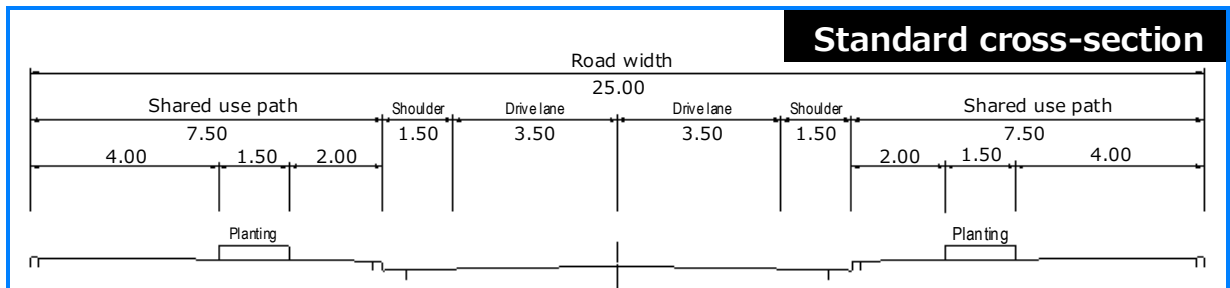 Standard cross-section
Road width
25.00
Shared use path Shoulder Drive lane Drive lane Shoulder Shared use path
7.50 1.50 3.50 3.50 1.50 7.50
4.00 1.50 2.00 2.00 1.50 4.00
Planting Planting